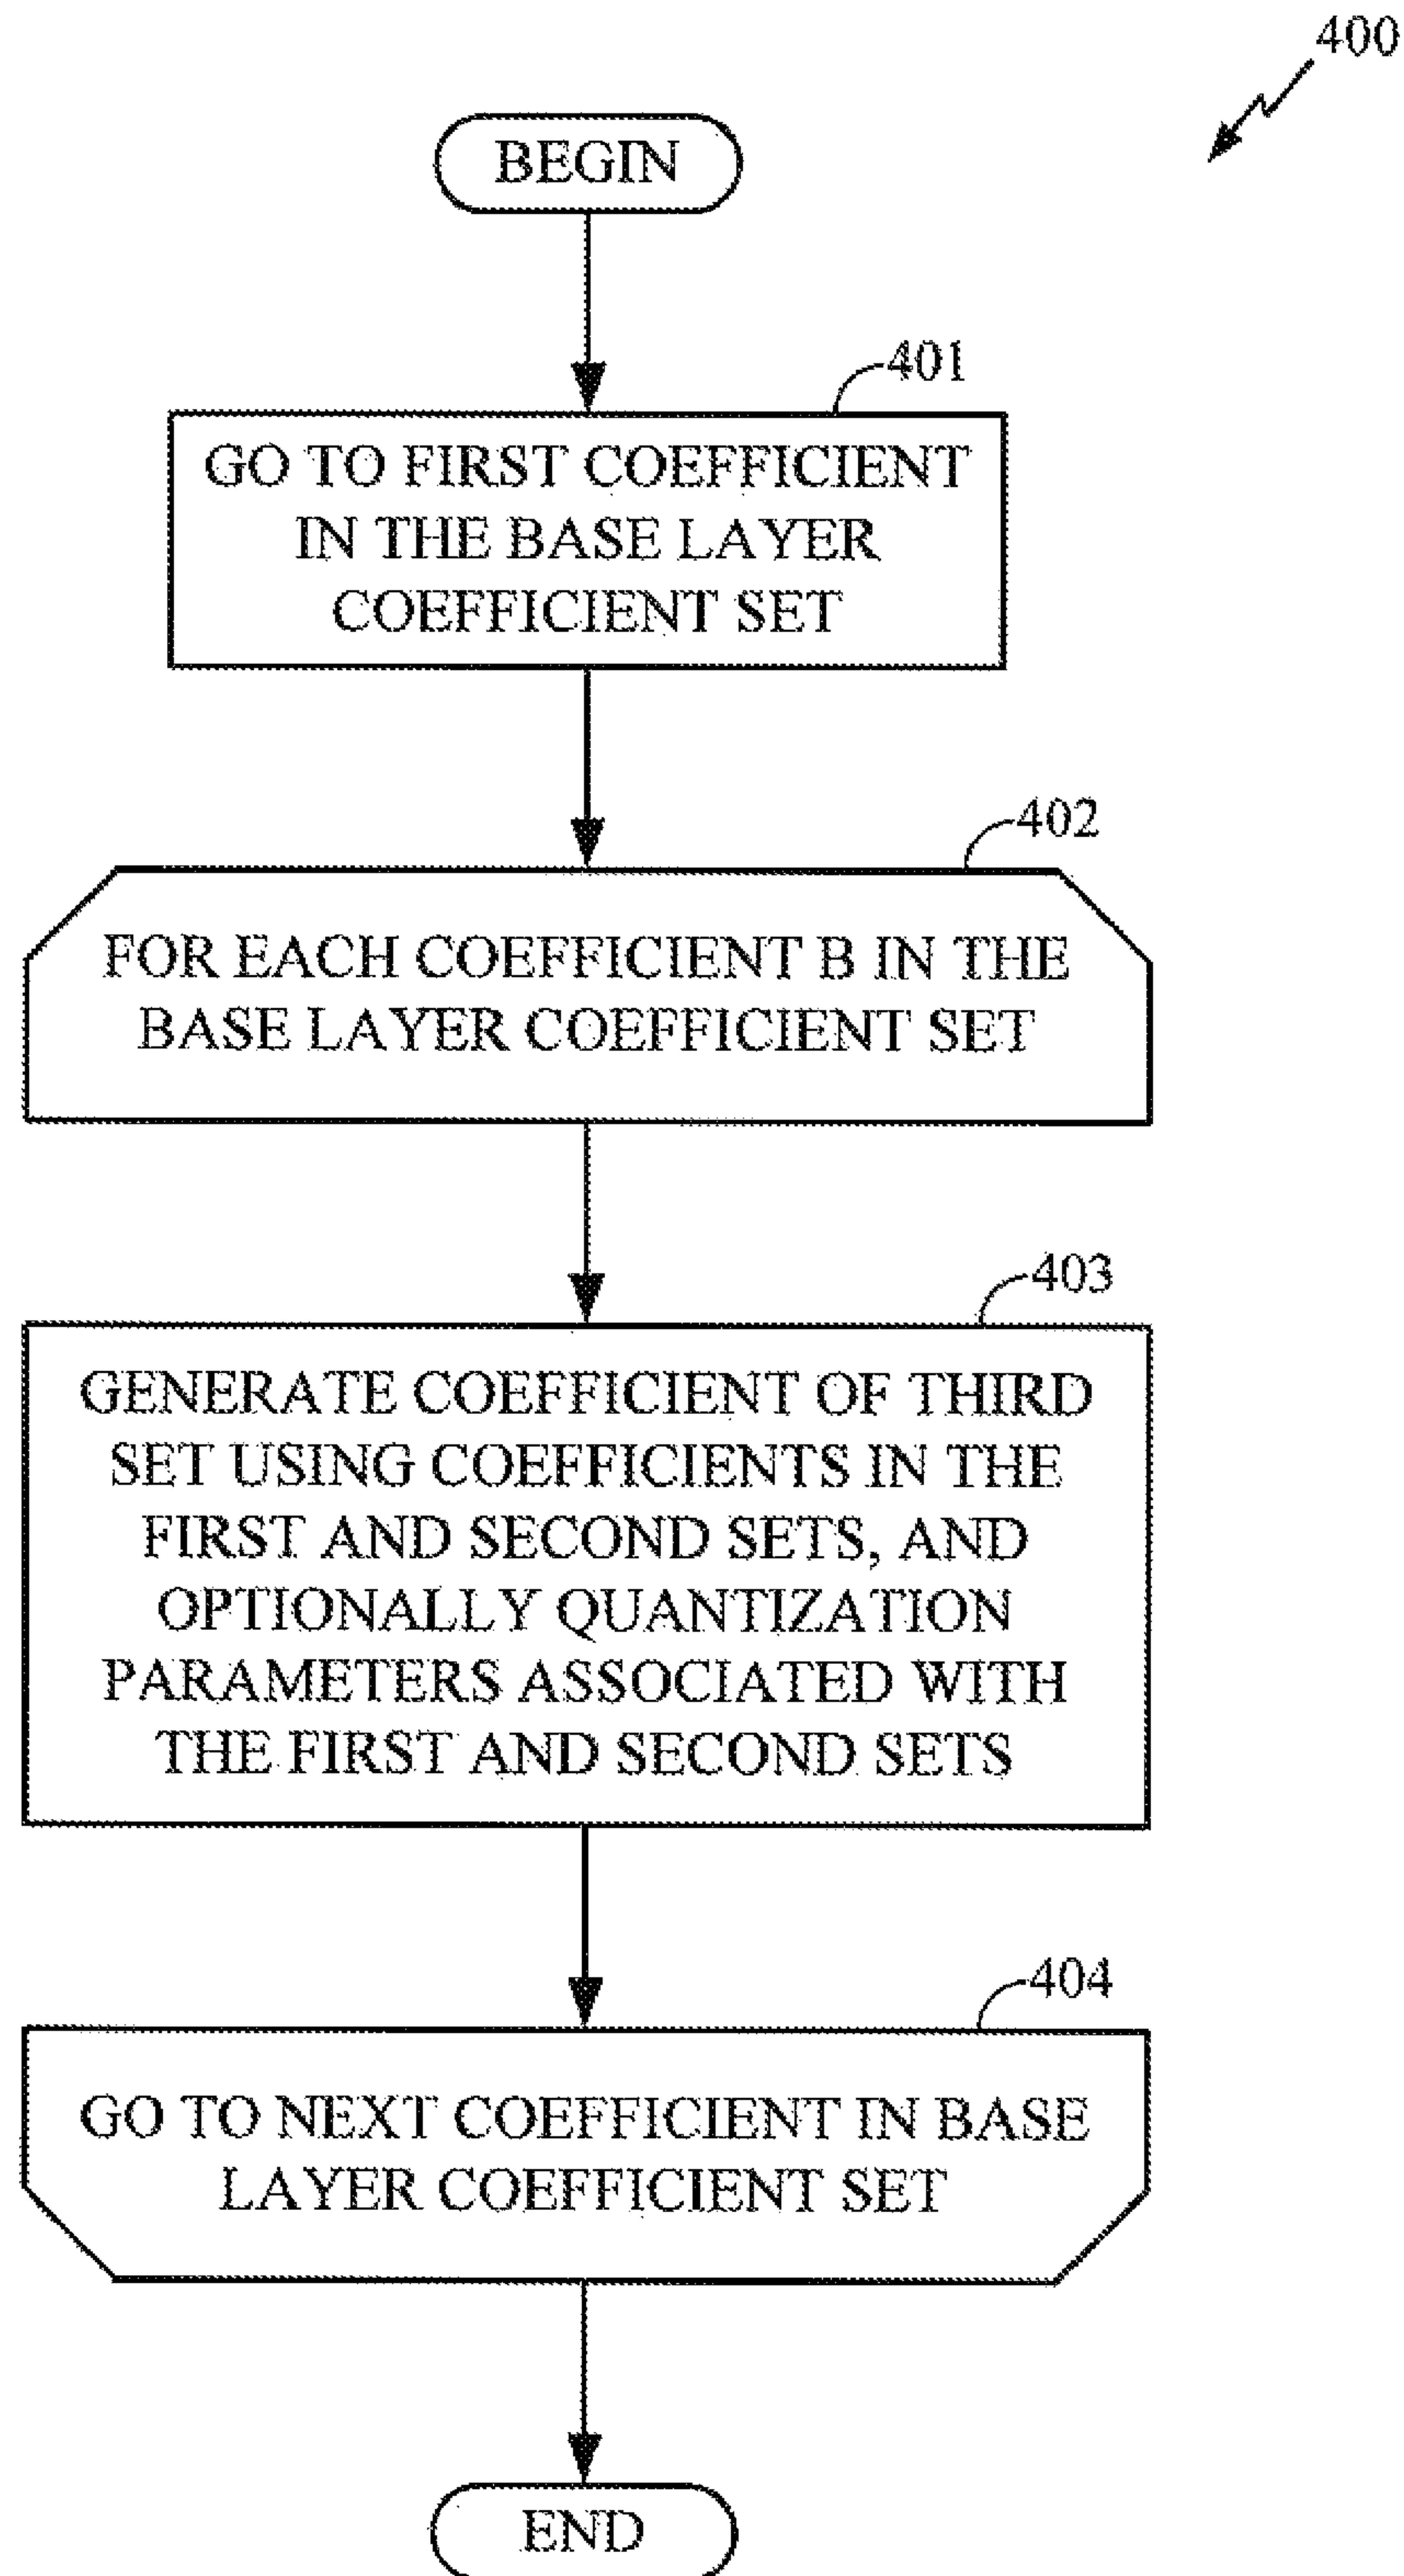 400
BEGIN
401
GO TO FIRST COEFFICIENT
IN THE BASE LAYER
COEFFICIENT SET
402
FOR EACH COEFFICIENT B IN THE
BASE LAYER COEFFICIENT SET
403
GENERATE COEFFICIENT OF THIRD
SET USING COEFFICIENTS IN THE
FIRST AND SECOND SETS, AND
OPTIONALLY QUANTIZATION
PARAMETERS ASSOCIATED WITH
THE FIRST AND SECOND SETS
404
GO TO NEXT COEFFICIENT IN BASE
LAYER COEFFICIENT SET
END